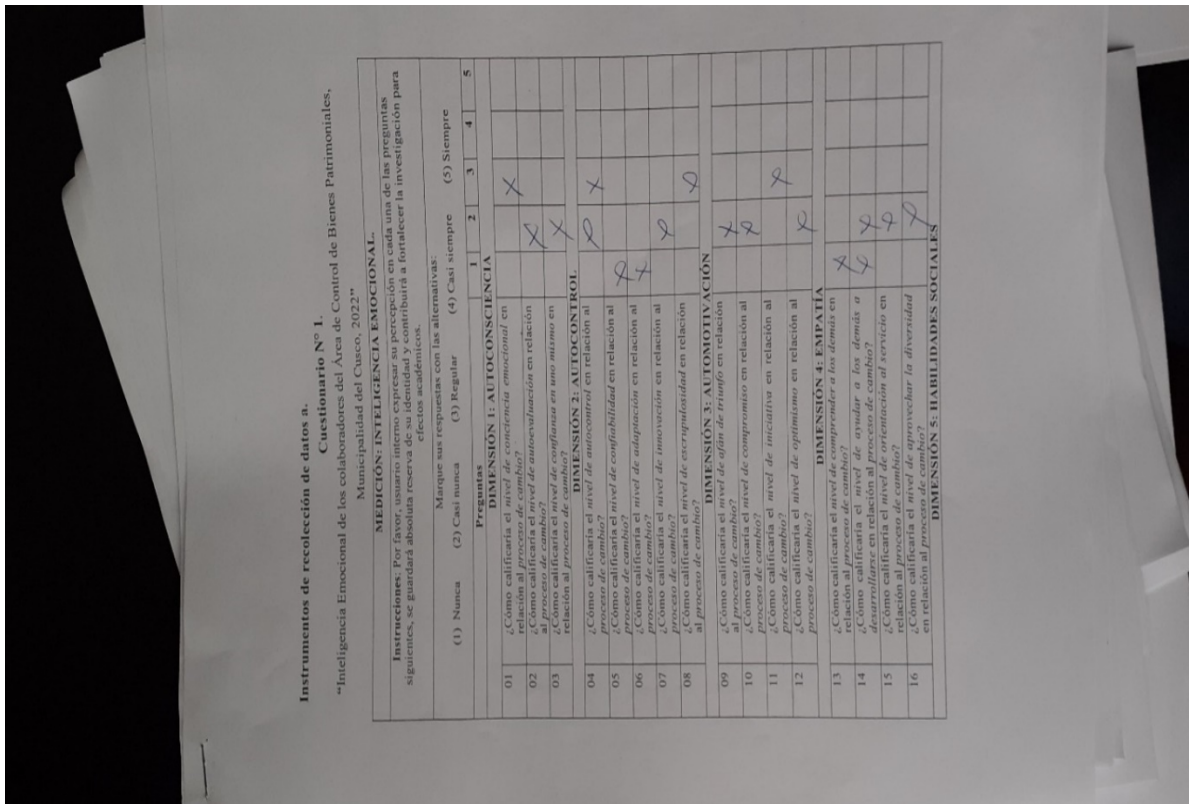 Instrumentos de recolección de datos a.
Cuestionario N° 1.
“Inteligencia Emocional de los colaboradores del Área de Control de Bienes Patrimoniales,
Municipalidad del Cusco, 2022”
MEDICIÓN: INTELIGENCIA EMOCIONAL.
Instrucciones: Por favor, usuario interno expresar su percepción en cada una de las preguntas
siguientes, se guardará absoluta reserva de su identidad y contribuirá a fortalecer la investigación para
efectos académicos.
Marque sus respuestas con las alternativas:
(1) Nunca (2) Casi nunca (3) Regular (4) Casi siempre (5) Siempre
Preguntas 1 2 3 4 5
DIMENSIÓN 1: AUTOCONSCIENCIA
01 ¿Cómo calificaría el nivel de conciencia emocional en
relación al proceso de cambio? X
02 ¿Cómo calificaría el nivel de autoevaluación en relación
al proceso de cambio? X
03 ¿Cómo calificaría el nivel de confianza en uno mismo en
relación al proceso de cambio? X
DIMENSIÓN 2: AUTOCONTROL
04 ¿Cómo calificaría el nivel de autocontrol en relación al
proceso de cambio? X X
05 ¿Cómo calificaría el nivel de confiabilidad en relación al
proceso de cambio? X
06 ¿Cómo calificaría el nivel de adaptación en relación al
proceso de cambio? X
07 ¿Cómo calificaría el nivel de innovación en relación al
proceso de cambio? X
08 ¿Cómo calificaría el nivel de escrupulosidad en relación
al proceso de cambio? X
DIMENSIÓN 3: AUTOMOTIVACIÓN
09 ¿Cómo calificaría el nivel de afán de triunfo en relación
al proceso de cambio? X
10 ¿Cómo calificaría el nivel de compromiso en relación al
proceso de cambio? X
11 ¿Cómo calificaría el nivel de iniciativa en relación al
proceso de cambio? X
12 ¿Cómo calificaría el nivel de optimismo en relación al
proceso de cambio? X
DIMENSIÓN 4: EMPATÍA
13 ¿Cómo calificaría el nivel de comprender a los demás en
relación al proceso de cambio? X
14 ¿Cómo calificaría el nivel de ayudar a los demás a
desarrollarse en relación al proceso de cambio? X X
15 ¿Cómo calificaría el nivel de orientación al servicio en
relación al proceso de cambio? X
16 ¿Cómo calificaría el nivel de aprovechar la diversidad
en relación al proceso de cambio? X
DIMENSIÓN 5: HABILIDADES SOCIALES